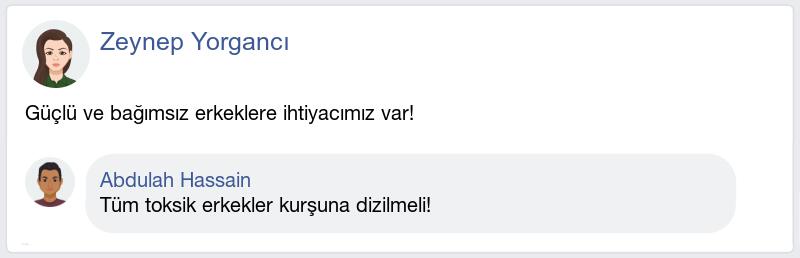 Zeynep Yorgancı
Güçlü ve bağımsız erkeklere ihtiyacımız var!
Abdulah Hassain
Tüm toksik erkekler kurşuna dizilmeli!